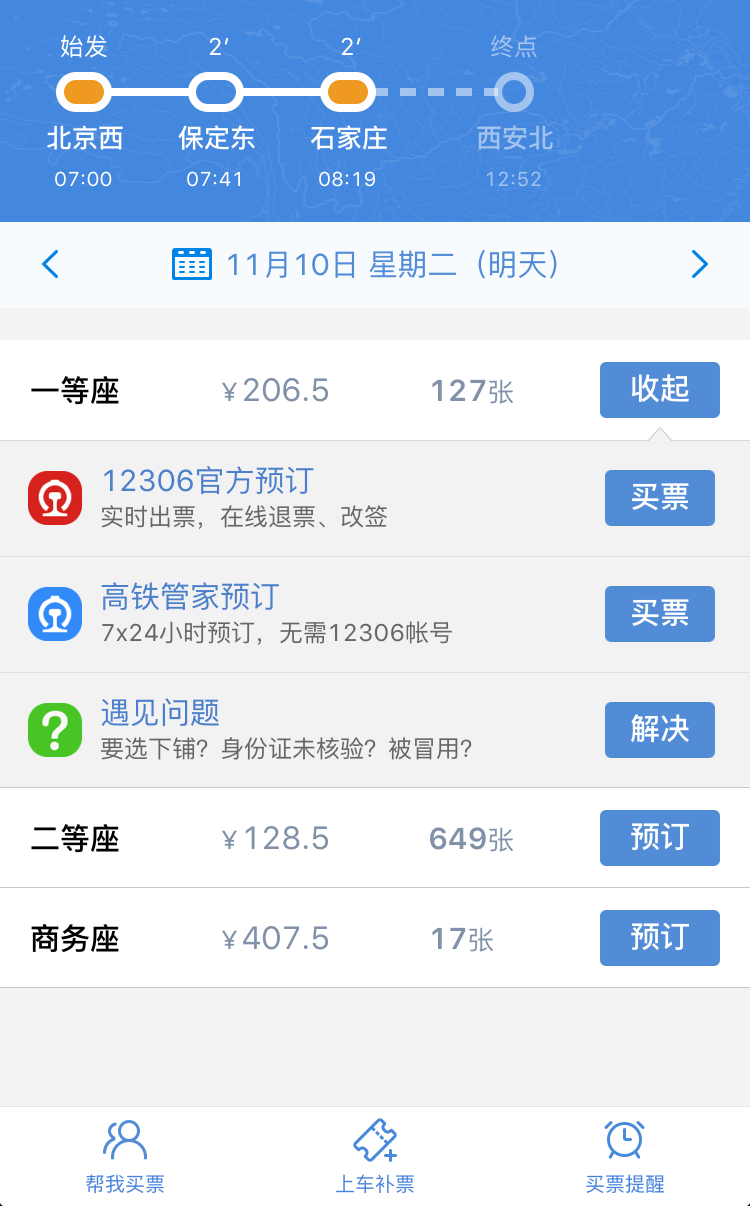 始发 2′ 2′ 终点
北京西 保定东 石家庄 西安北
07:00 07:41 08:19 12:52
11月10日 星期二（明天）
一等座 ￥206.5 127张 收起
12306官方预订
实时出票，在线退票、改签
买票
高铁管家预订
7x24小时预订，无需12306帐号
买票
遇见问题
要选下铺？身份证未核验？被冒用？
解决
二等座 ￥128.5 649张 预订
商务座 ￥407.5 17张 预订
帮我买票 上车补票 买票提醒